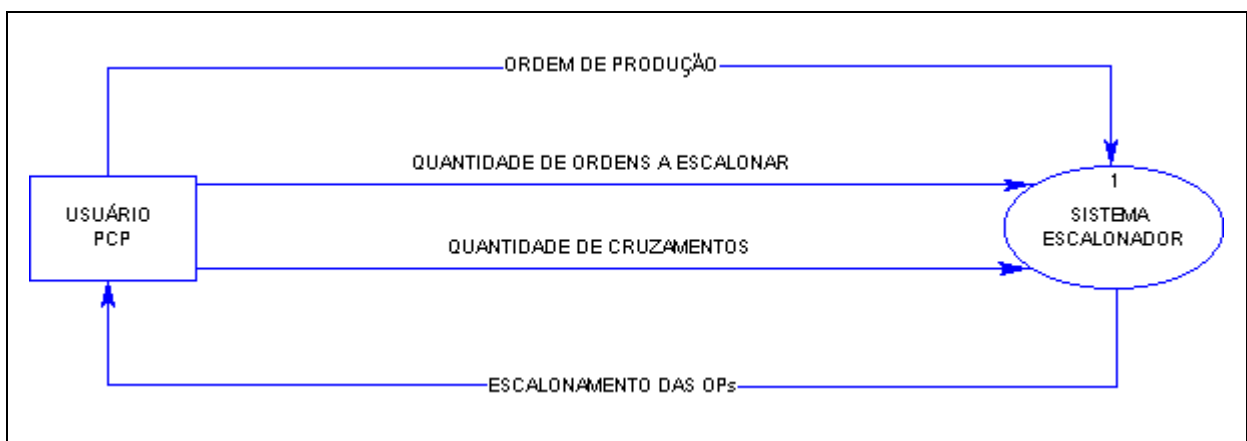 ORDEM DE PRODUÇÃO
QUANTIDADE DE ORDENS A ESCALONAR
1
USUÁRIO
PCP
SISTEMA
ESCALONADOR
QUANTIDADE DE CRUZAMENTOS
ESCALONAMENTO DAS OPs